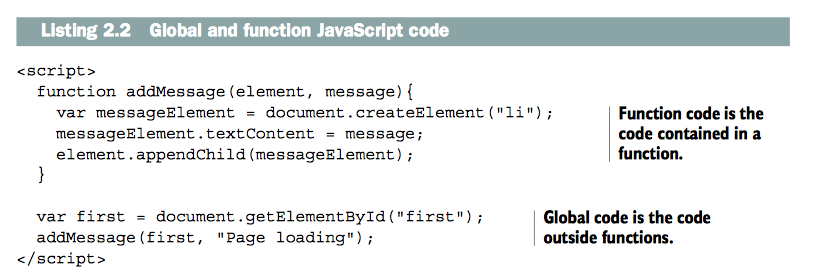 Listing 2.2 Global and function JavaScript code
<script>
function addMessage(element, message){
var messageElement = document.createElement("li");
messageElement.textContent = message;
element.appendChild(messageElement);
}
Function code is the
code contained in a
function.
var first = document.getElementById("first");
addMessage(first, "Page loading");
</script>
Global code is the code
outside functions.